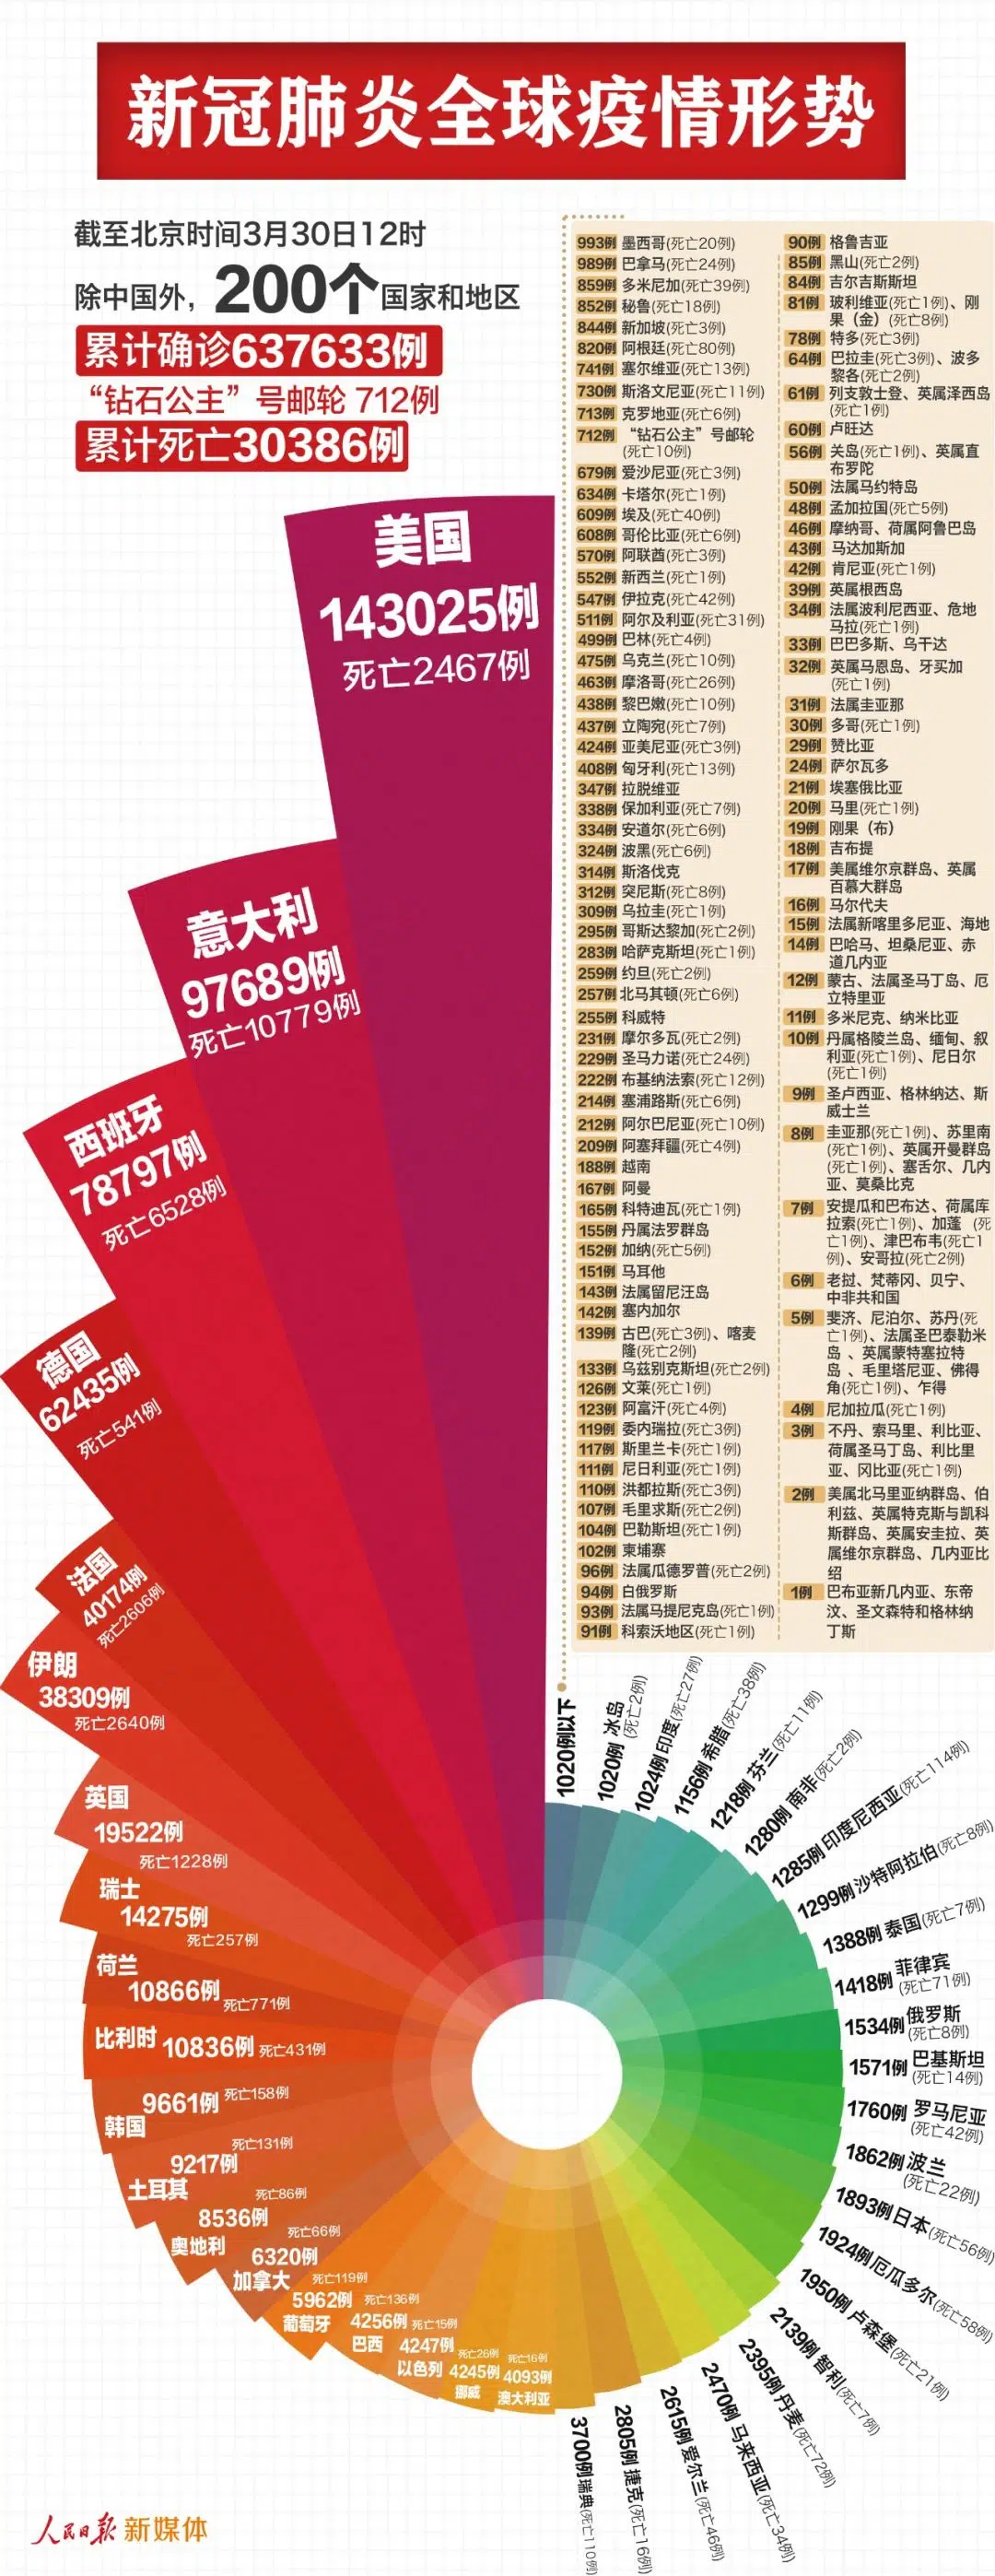 新冠肺炎全球疫情形势
截至北京时间3月30日12时
除中国外，200个国家和地区
累计确诊637633例
“钻石公主”号邮轮 712例
累计死亡30386例
美国
143025例
死亡2467例
意大利
97689例
死亡10779例
西班牙
78797例
死亡6528例
德国
62435例
死亡541例
法国
40174例
死亡2606例
伊朗
38309例
死亡2640例
英国
19522例
死亡1228例
瑞士
14275例
死亡257例
荷兰
10866例 死亡771例
比利时 10836例 死亡431例
9661例 死亡158例
韩国
死亡131例
9217例
土耳其
死亡86例
8536例
奥地利
死亡66例
6320例
加拿大
死亡119例
5962例
葡萄牙
死亡136例
4256例
巴西
死亡15例
4247例
以色列
死亡26例
4245例
挪威
死亡16例
4093例
澳大利亚
3700例 瑞典(死亡110例)
2805例 捷克(死亡16例)
2615例 爱尔兰(死亡46例)
2470例 马来西亚(死亡34例)
2395例 丹麦(死亡72例)
2139例 智利(死亡7例)
1950例 卢森堡(死亡21例)
1924例 厄瓜多尔(死亡58例)
1893例 日本(死亡56例)
1862例 波兰
(死亡22例)
1760例 罗马尼亚
(死亡42例)
1571例 巴基斯坦
(死亡14例)
1534例 俄罗斯
(死亡8例)
1418例 菲律宾
(死亡71例)
1388例 泰国(死亡7例)
1299例 沙特阿拉伯(死亡8例)
1285例 印度尼西亚(死亡114例)
1280例 南非(死亡2例)
1218例 芬兰(死亡11例)
1156例 希腊(死亡38例)
1024例 印度(死亡27例)
1020例 冰岛
(死亡2例)
1020例以下
993例 墨西哥(死亡20例)
989例 巴拿马(死亡24例)
859例 多米尼加(死亡39例)
852例 秘鲁(死亡18例)
844例 新加坡(死亡3例)
820例 阿根廷(死亡80例)
741例 塞尔维亚(死亡13例)
730例 斯洛文尼亚(死亡11例)
713例 克罗地亚(死亡6例)
712例 “钻石公主”号邮轮
(死亡10例)
679例 爱沙尼亚(死亡3例)
634例 卡塔尔(死亡1例)
609例 埃及(死亡40例)
608例 哥伦比亚(死亡6例)
570例 阿联酋(死亡3例)
552例 新西兰(死亡1例)
547例 伊拉克(死亡42例)
511例 阿尔及利亚(死亡31例)
499例 巴林(死亡4例)
475例 乌克兰(死亡10例)
463例 摩洛哥(死亡26例)
438例 黎巴嫩(死亡10例)
437例 立陶宛(死亡7例)
424例 亚美尼亚(死亡3例)
408例 匈牙利(死亡13例)
347例 拉脱维亚
338例 保加利亚(死亡7例)
334例 安道尔(死亡6例)
324例 波黑(死亡6例)
314例 斯洛伐克
312例 突尼斯(死亡8例)
309例 乌拉圭(死亡1例)
295例 哥斯达黎加(死亡2例)
283例 哈萨克斯坦(死亡1例)
259例 约旦(死亡2例)
257例 北马其顿(死亡6例)
255例 科威特
231例 摩尔多瓦(死亡2例)
229例 圣马力诺(死亡24例)
222例 布基纳法索(死亡12例)
214例 塞浦路斯(死亡6例)
212例 阿尔巴尼亚(死亡10例)
209例 阿塞拜疆(死亡4例)
188例 越南
167例 阿曼
165例 科特迪瓦(死亡1例)
155例 丹属法罗群岛
152例 加纳(死亡5例)
151例 马耳他
143例 法属留尼汪岛
142例 塞内加尔
139例 古巴(死亡3例)、喀麦
隆(死亡2例)
133例 乌兹别克斯坦(死亡2例)
126例 文莱(死亡1例)
123例 阿富汗(死亡4例)
119例 委内瑞拉(死亡3例)
117例 斯里兰卡(死亡1例)
111例 尼日利亚(死亡1例)
110例 洪都拉斯(死亡3例)
107例 毛里求斯(死亡2例)
104例 巴勒斯坦(死亡1例)
102例 柬埔寨
96例 法属瓜德罗普(死亡2例)
94例 白俄罗斯
93例 法属马提尼克岛(死亡1例)
91例 科索沃地区(死亡1例)
90例 格鲁吉亚
85例 黑山(死亡2例)
84例 吉尔吉斯斯坦
81例 玻利维亚(死亡1例)、刚
果（金）(死亡8例)
78例 特多(死亡3例)
64例 巴拉圭(死亡3例)、波多
黎各(死亡2例)
61例 列支敦士登、英属泽西岛
(死亡1例)
60例 卢旺达
56例 关岛(死亡1例)、英属直
布罗陀
50例 法属马约特岛
48例 孟加拉国(死亡5例)
46例 摩纳哥、荷属阿鲁巴岛
43例 马达加斯加
42例 肯尼亚(死亡1例)
39例 英属根西岛
34例 法属波利尼西亚、危地
马拉(死亡1例)
33例 巴巴多斯、乌干达
32例 英属马恩岛、牙买加
(死亡1例)
31例 法属圭亚那
30例 多哥(死亡1例)
29例 赞比亚
24例 萨尔瓦多
21例 埃塞俄比亚
20例 马里(死亡1例)
19例 刚果（布）
18例 吉布提
17例 美属维尔京群岛、英属
百慕大群岛
16例 马尔代夫
15例 法属新喀里多尼亚、海地
14例 巴哈马、坦桑尼亚、赤
道几内亚
12例 蒙古、法属圣马丁岛、厄
立特里亚
11例 多米尼克、纳米比亚
10例 丹属格陵兰岛、缅甸、叙
利亚(死亡1例)、尼日尔
(死亡1例)
9例 圣卢西亚、格林纳达、斯
威士兰
8例 圭亚那(死亡1例)、苏里南
(死亡1例)、英属开曼群岛
(死亡1例)、塞舌尔、几内
亚、莫桑比克
7例 安提瓜和巴布达、荷属库
拉索(死亡1例)、加蓬 (死
亡1例)、津巴布韦(死亡1
例)、安哥拉(死亡2例)
6例 老挝、梵蒂冈、贝宁、
中非共和国
5例 斐济、尼泊尔、苏丹(死
亡1例)、法属圣巴泰勒米
岛、英属蒙特塞拉特
岛、毛里塔尼亚、佛得
角(死亡1例)、乍得
4例 尼加拉瓜(死亡1例)
3例 不丹、索马里、利比亚、
荷属圣马丁岛、利比里
亚、冈比亚(死亡1例)
2例 美属北马里亚纳群岛、伯
利兹、英属特克斯与凯科
斯群岛、英属安圭拉、英
属维尔京群岛、几内亚比
绍
1例 巴布亚新几内亚、东帝
汶、圣文森特和格林纳
丁斯
人民日报 新媒体